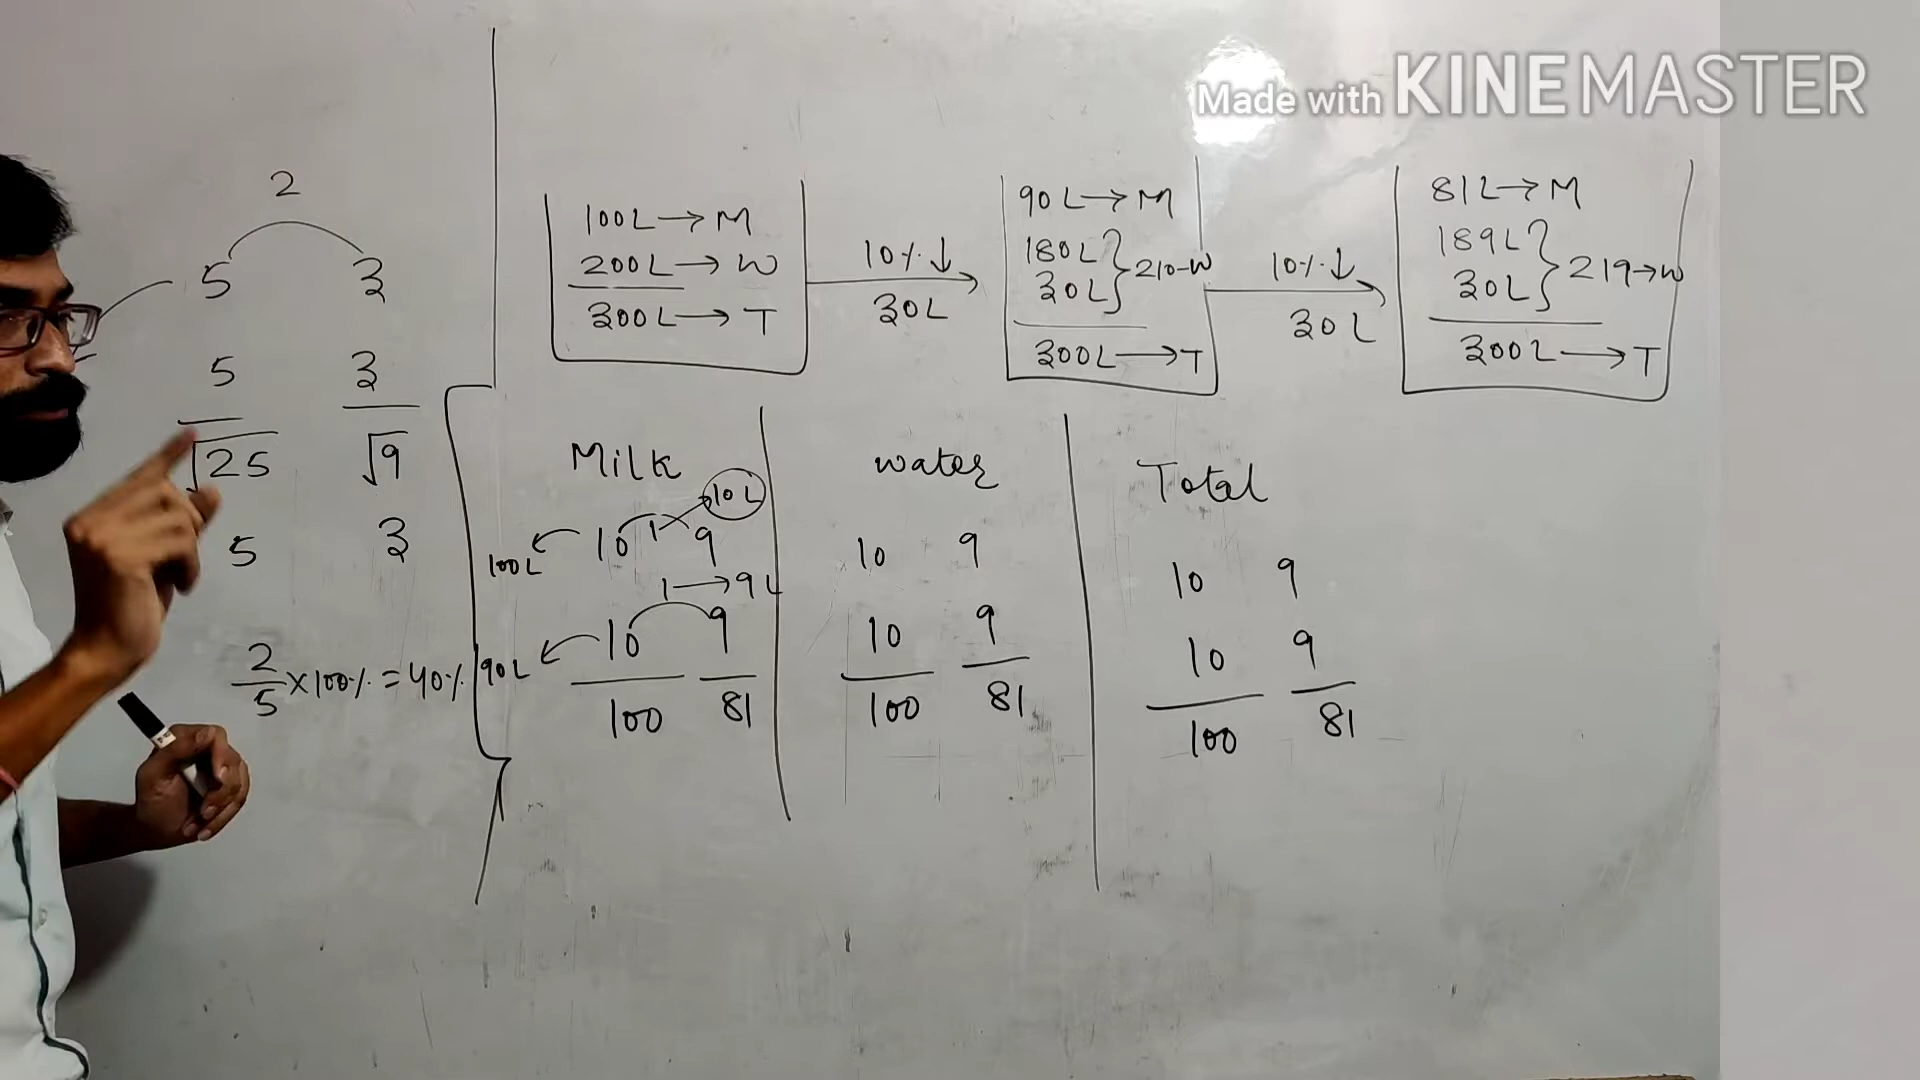 Made with KINEMASTER
2
5 3
5 3
√25 √9
5 3
2/5 × 100% = 40%
100L → M
200L → W
300L → T
10% ↓
30L
90L → M
180L
30L } 210-W
300L → T
10% ↓
30L
81L → M
189L
30L } 219 → W
300L → T
Milk
10L
1
100L ← 10 9
1 → 9L
90L ← 10 9
100 81
water
10 9
10 9
100 81
Total
10 9
10 9
100 81